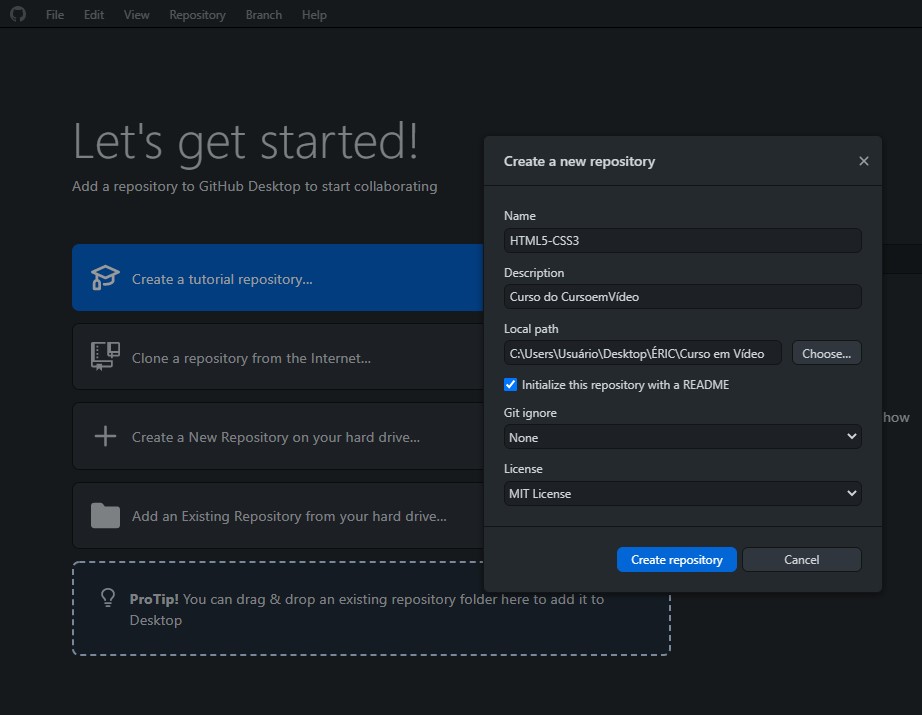 File Edit View Repository Branch Help
Let's get started!
Add a repository to GitHub Desktop to start collaborating
Create a tutorial repository...
Clone a repository from the Internet...
Create a New Repository on your hard drive...
Add an Existing Repository from your hard drive...
ProTip! You can drag & drop an existing repository folder here to add it to
Desktop
how
Create a new repository
Name
HTML5-CSS3
Description
Curso do CursoemVídeo
Local path
C:\Users\Usuário\Desktop\ÉRIC\Curso em Vídeo
Choose...
Initialize this repository with a README
Git ignore
None
License
MIT License
Create repository
Cancel